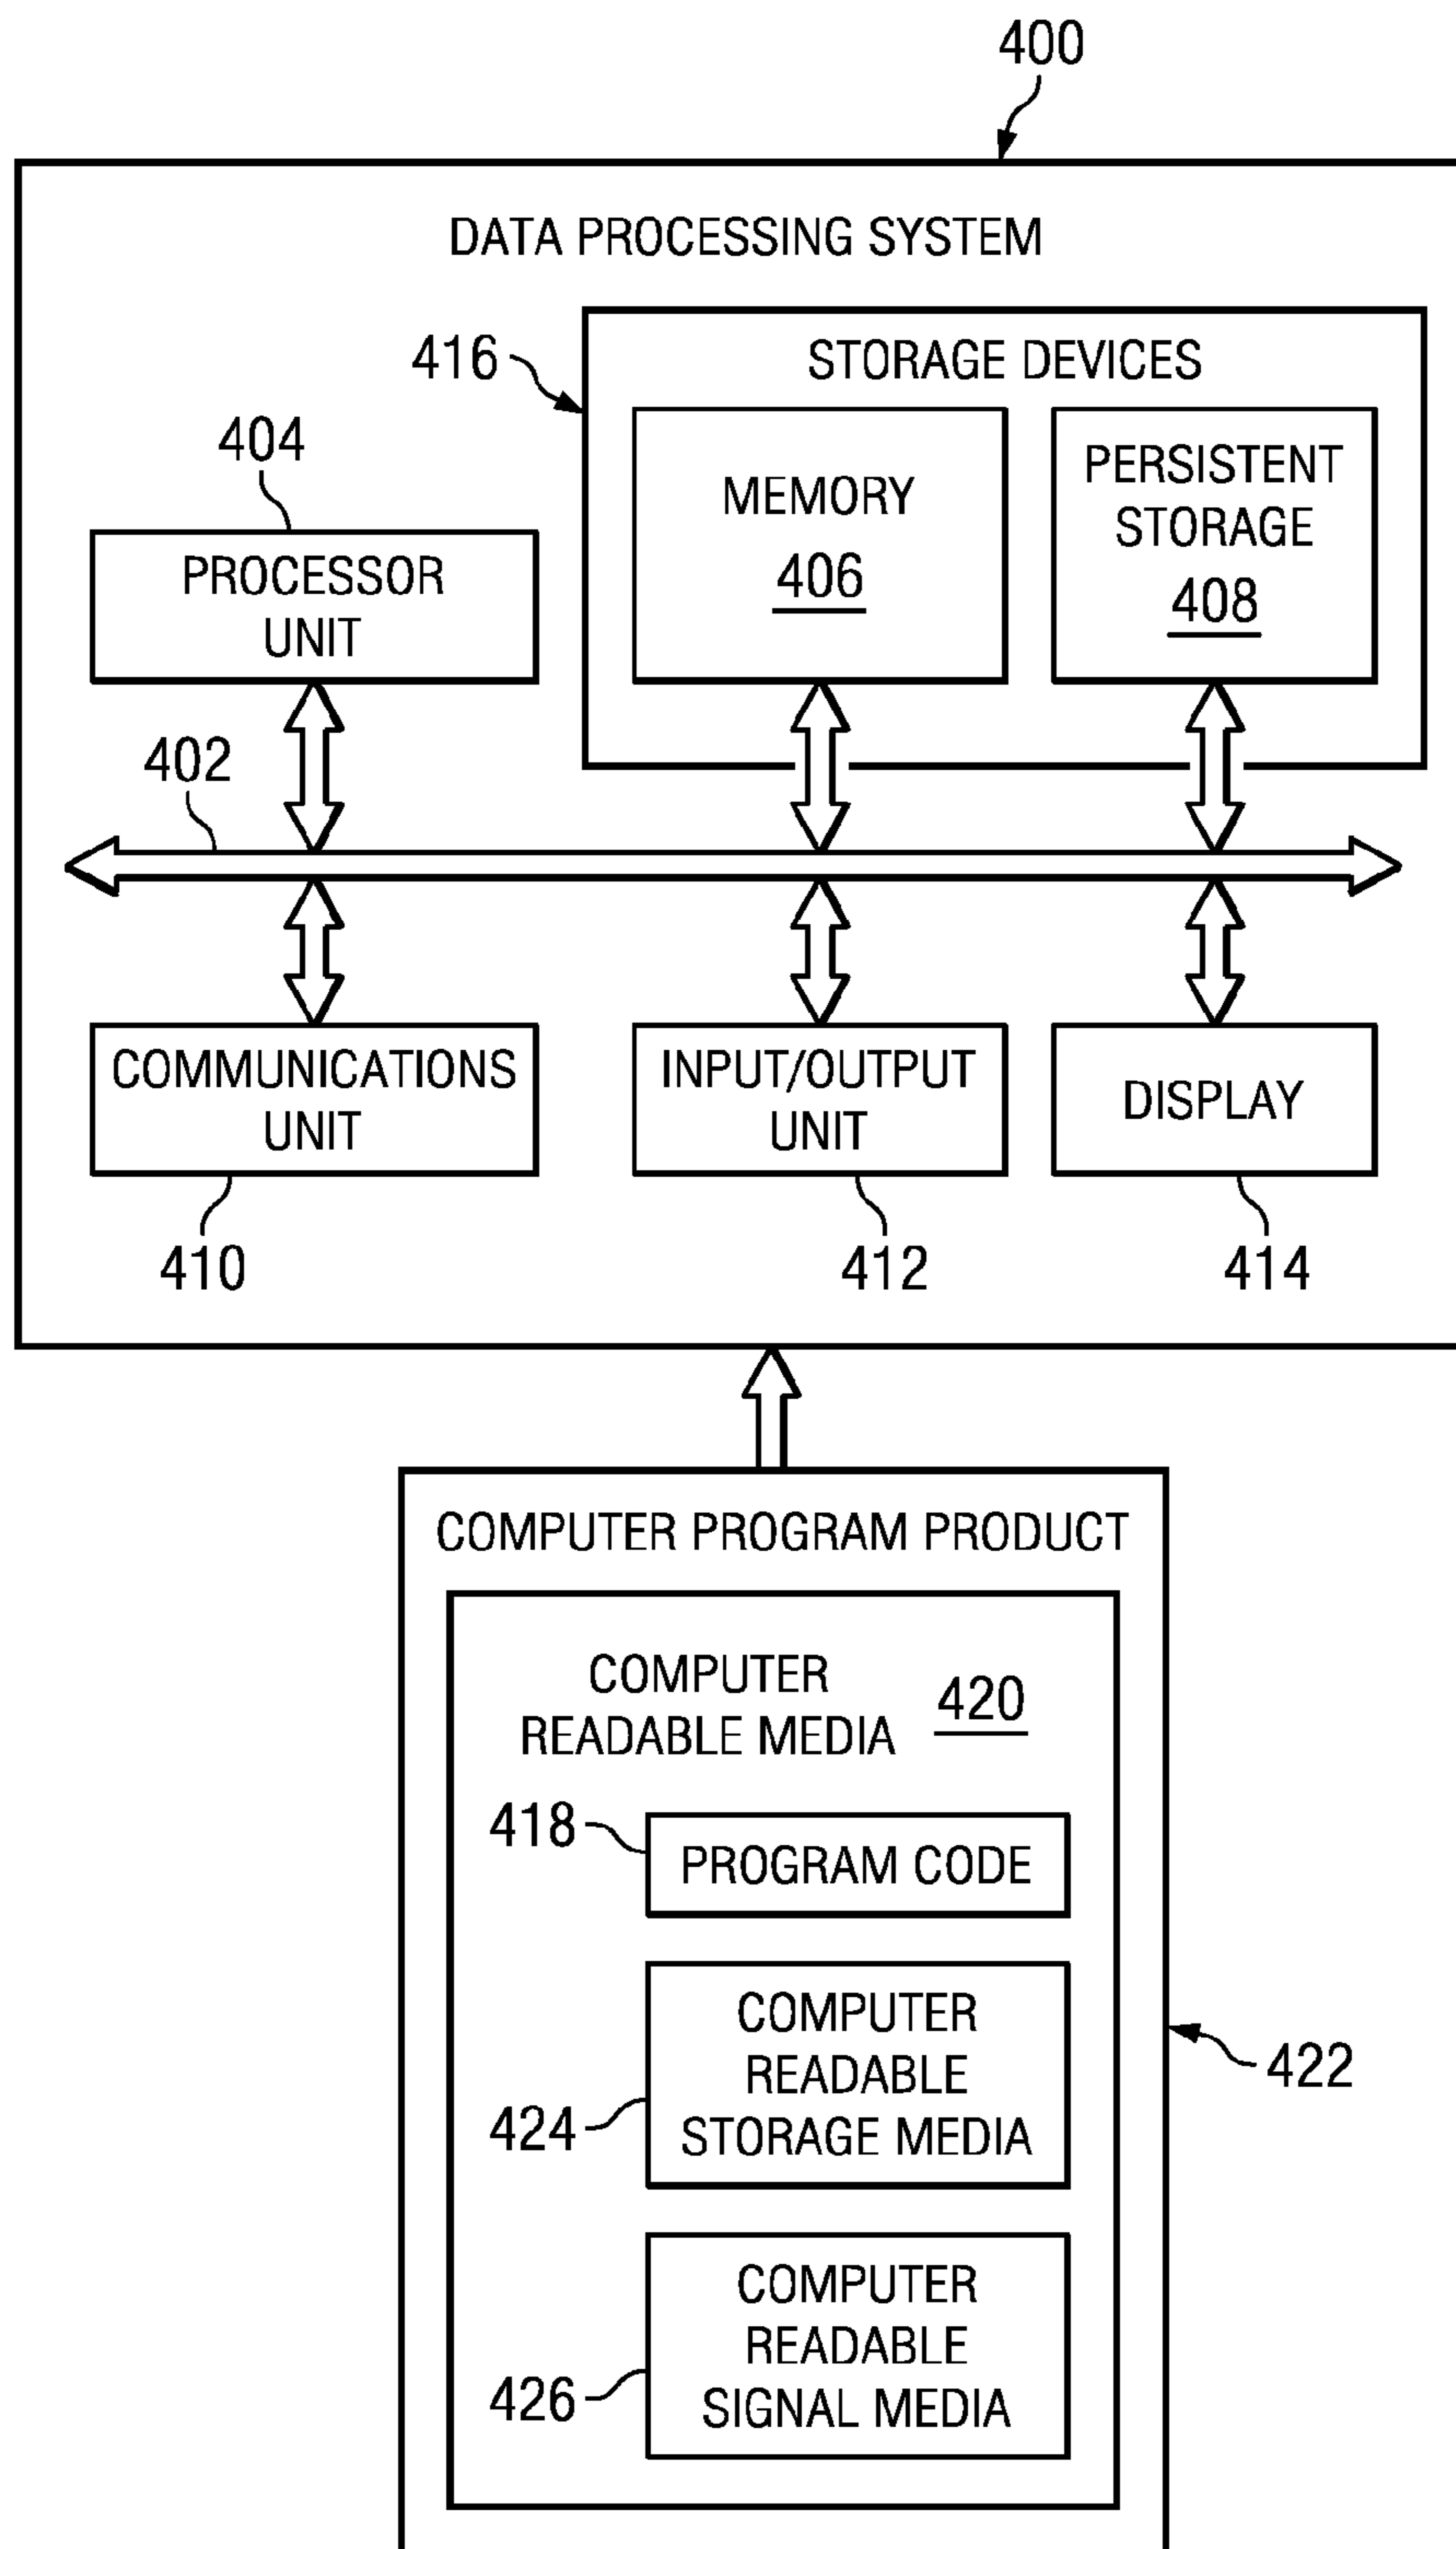 400
DATA PROCESSING SYSTEM
416
STORAGE DEVICES
404
MEMORY
406
PERSISTENT
STORAGE
408
PROCESSOR
UNIT
402
COMMUNICATIONS
UNIT
INPUT/OUTPUT
UNIT
DISPLAY
410
412
414
COMPUTER PROGRAM PRODUCT
COMPUTER
READABLE MEDIA
420
418
PROGRAM CODE
COMPUTER
READABLE
STORAGE MEDIA
424
422
COMPUTER
READABLE
SIGNAL MEDIA
426